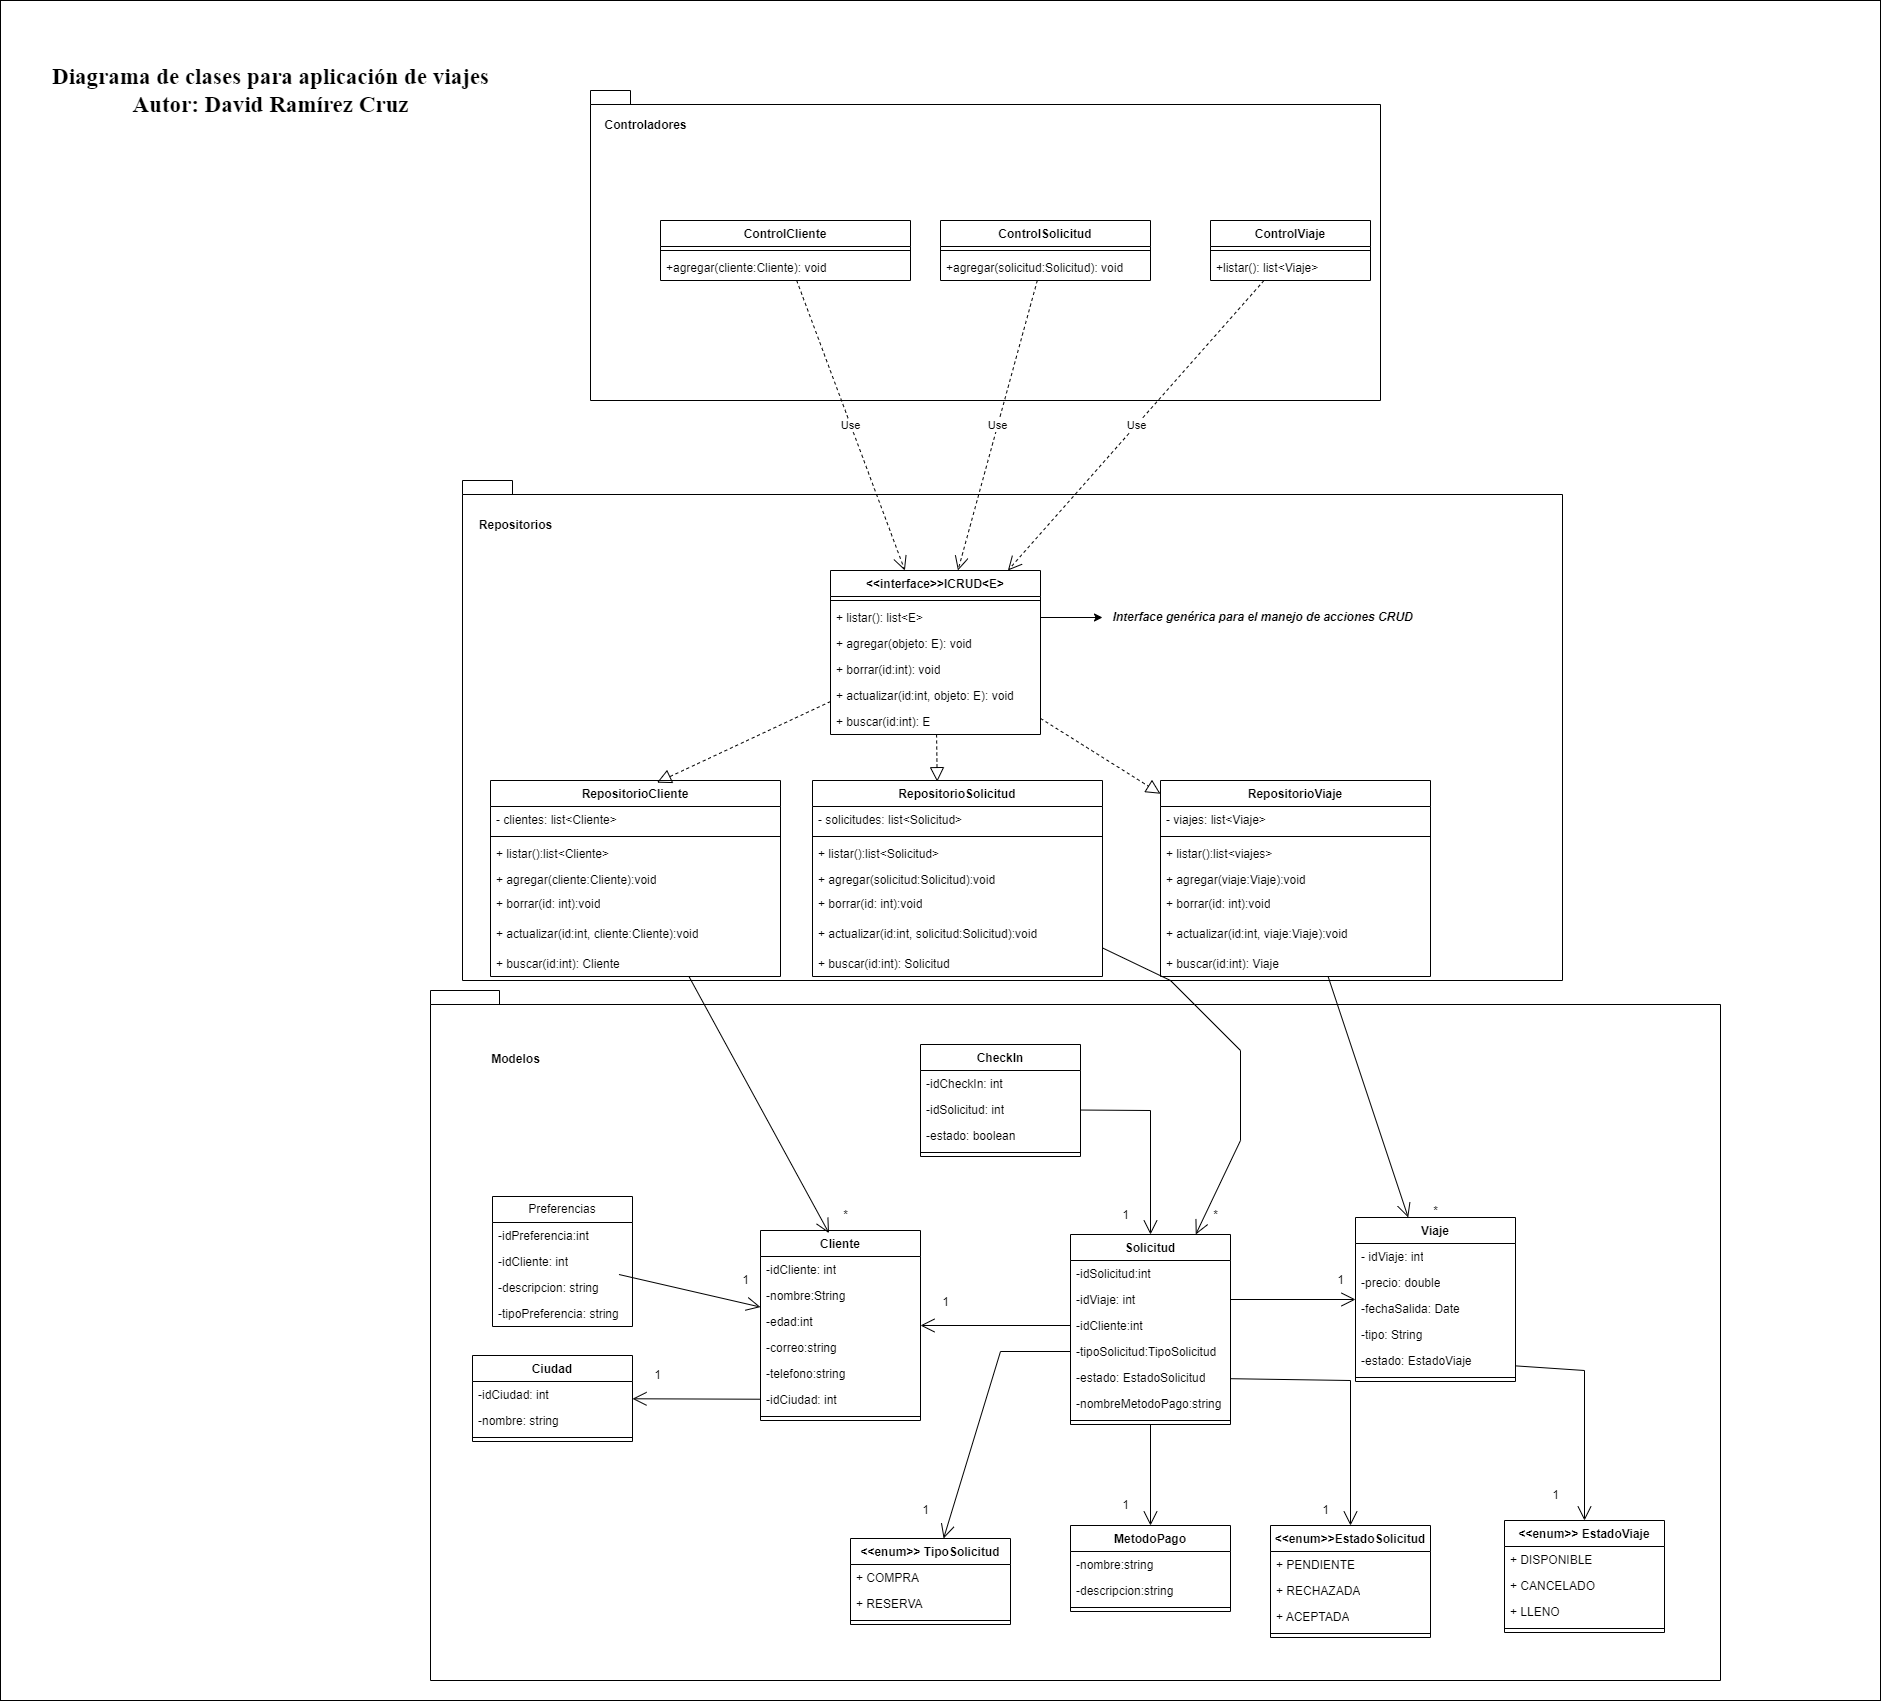 Diagrama de clases para aplicación de viajes
Autor: David Ramírez Cruz
Controladores
ControlCliente
+agregar(cliente:Cliente): void
ControlSolicitud
+agregar(solicitud:Solicitud): void
ControlViaje
+listar(): list<Viaje>
Use
Use
Use
Repositorios
<<interface>>ICRUD<E>
+ listar(): list<E>
+ agregar(objeto: E): void
+ borrar(id:int): void
+ actualizar(id:int, objeto: E): void
+ buscar(id:int): E
Interface genérica para el manejo de acciones CRUD
RepositorioCliente
- clientes: list<Cliente>
+ listar():list<Cliente>
+ agregar(cliente:Cliente):void
+ borrar(id: int):void
+ actualizar(id:int, cliente:Cliente):void
+ buscar(id:int): Cliente
RepositorioSolicitud
- solicitudes: list<Solicitud>
+ listar():list<Solicitud>
+ agregar(solicitud:Solicitud):void
+ borrar(id: int):void
+ actualizar(id:int, solicitud:Solicitud):void
+ buscar(id:int): Solicitud
RepositorioViaje
- viajes: list<Viaje>
+ listar():list<viajes>
+ agregar(viaje:Viaje):void
+ borrar(id: int):void
+ actualizar(id:int, viaje:Viaje):void
+ buscar(id:int): Viaje
Modelos
CheckIn
-idCheckIn: int
-idSolicitud: int
-estado: boolean
Preferencias
-idPreferencia:int
-idCliente: int
-descripcion: string
-tipoPreferencia: string
1
*
Cliente
-idCliente: int
-nombre:String
-edad:int
-correo:string
-telefono:string
-idCiudad: int
Ciudad
-idCiudad: int
-nombre: string
1
1
1
*
Solicitud
-idSolicitud:int
-idViaje: int
-idCliente:int
-tipoSolicitud:TipoSolicitud
-estado: EstadoSolicitud
-nombreMetodoPago:string
1
*
Viaje
- idViaje: int
-precio: double
-fechaSalida: Date
-tipo: String
-estado: EstadoViaje
1
<<enum>> TipoSolicitud
+ COMPRA
+ RESERVA
1
MetodoPago
-nombre:string
-descripcion:string
1
<<enum>>EstadoSolicitud
+ PENDIENTE
+ RECHAZADA
+ ACEPTADA
1
<<enum>> EstadoViaje
+ DISPONIBLE
+ CANCELADO
+ LLENO